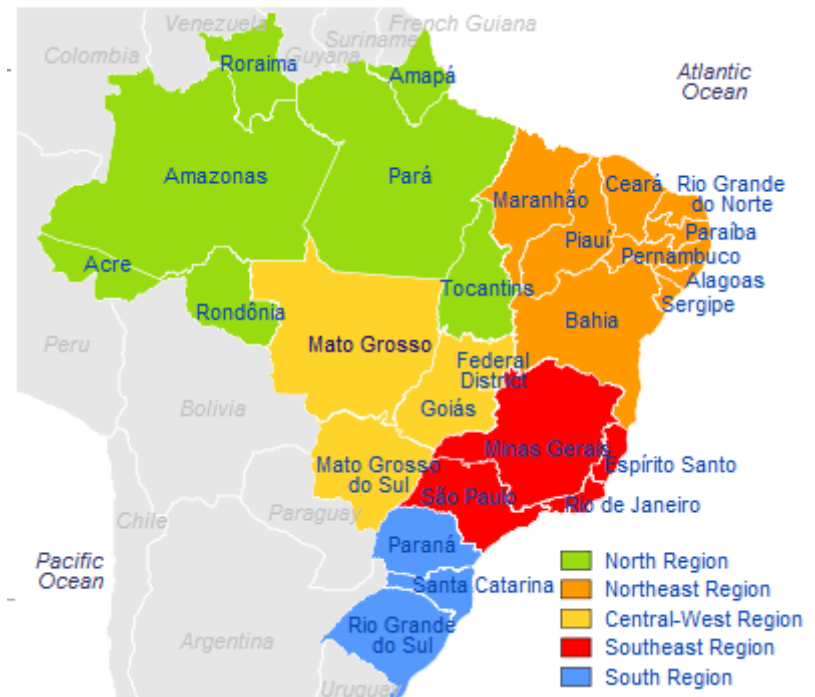 Venezuela
French Guiana
Suriname
Colombia
Guyana
Roraima
Amapá
Atlantic
Ocean
Amazonas
Pará
Ceará
Rio Grande
do Norte
Maranhão
Piauí
Paraíba
Pernambuco
Acre
Alagoas
Tocantins
Sergipe
Rondônia
Bahia
Peru
Mato Grosso
Federal
District
Bolivia
Goiás
Minas Gerais
Mato Grosso
do Sul
Espírito Santo
São Paulo
Rio de Janeiro
Paraguay
Chile
Paraná
Pacific
Ocean
Santa Catarina
Rio Grande
do Sul
Argentina
Uruguay
North Region
Northeast Region
Central-West Region
Southeast Region
South Region